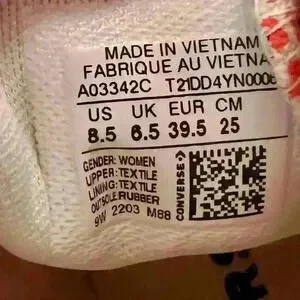 MADE IN VIETNAM
FABRIQUE AU VIETNA
A03342C T21DD4YN0006
US UK EUR CM
8.5 6.5 39.5 25
GENDER: WOMEN
UPPER: TEXTILE
LINING: TEXTILE
OUTSOLE: RUBBER
9W 2203 M88
CONVERSE